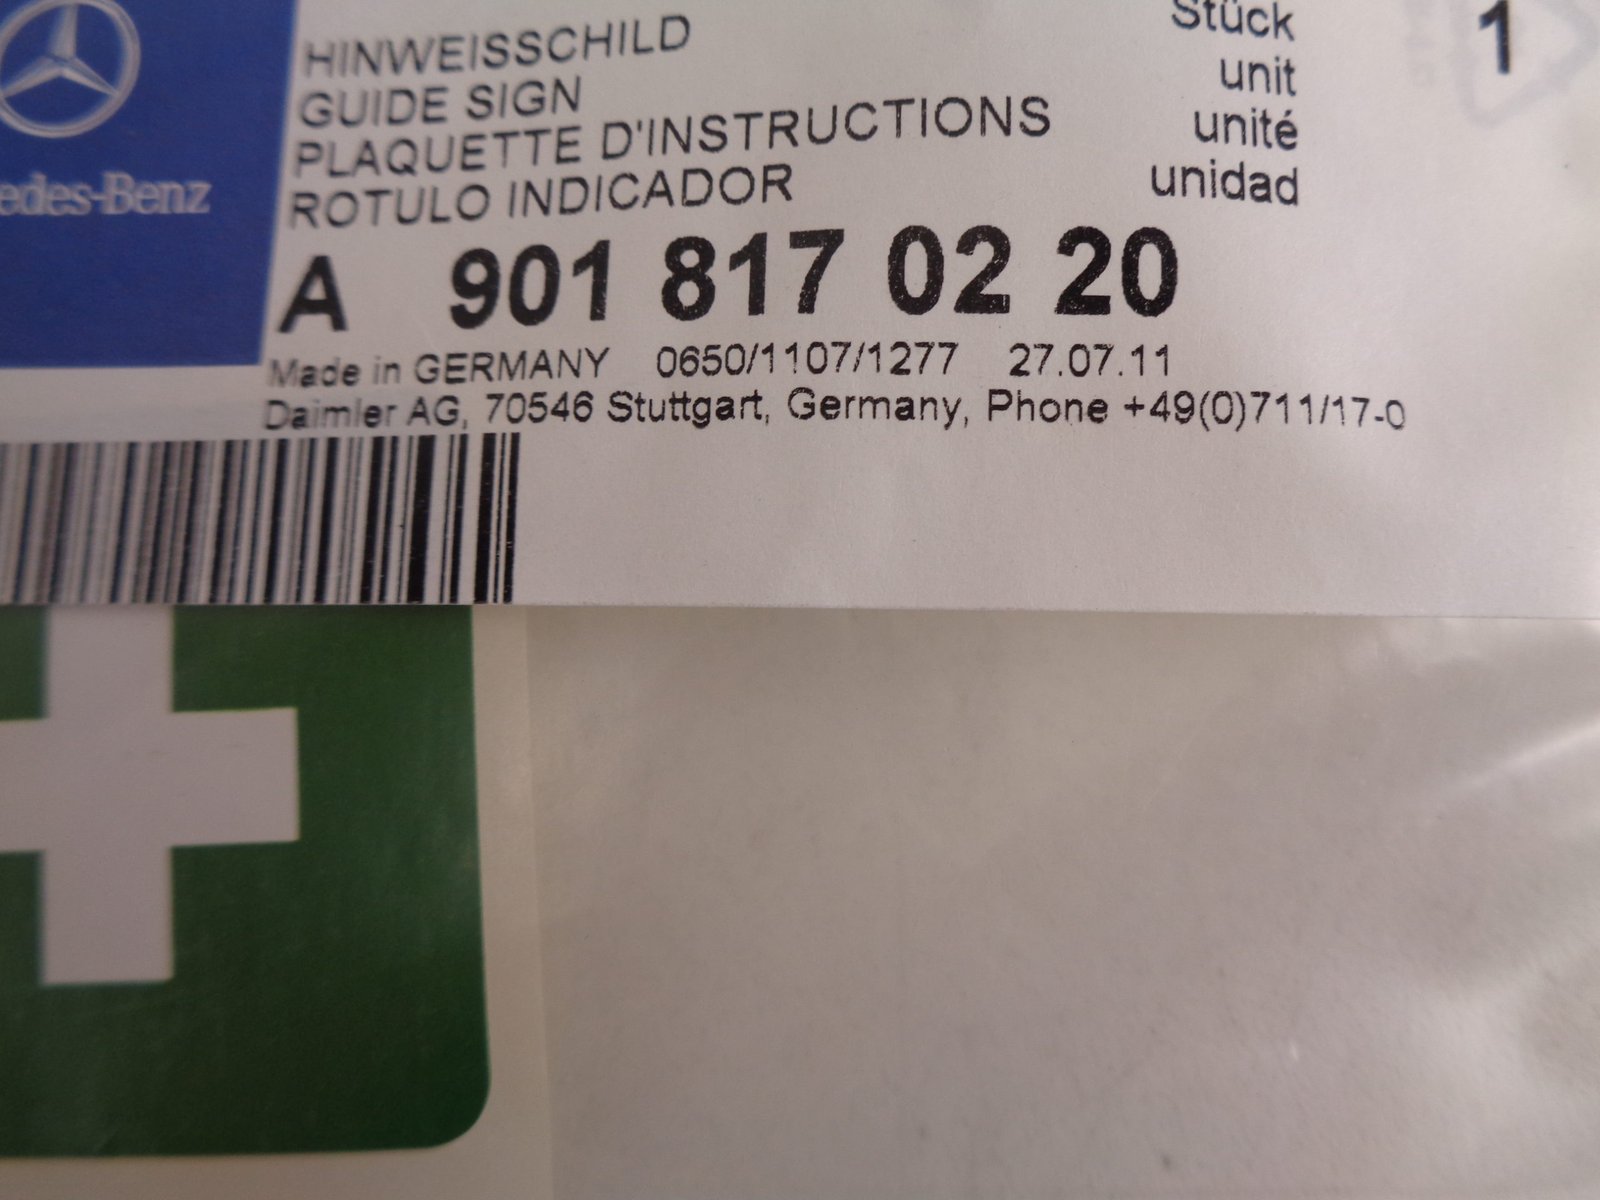 HINWEISSCHILD Stück 1
GUIDE SIGN unit
PLAQUETTE D'INSTRUCTIONS unité
ROTULO INDICADOR unidad
edes-Benz
A 901 817 02 20
Made in GERMANY 0650/1107/1277 27.07.11
Daimler AG, 70546 Stuttgart, Germany, Phone +49(0)711/17-0